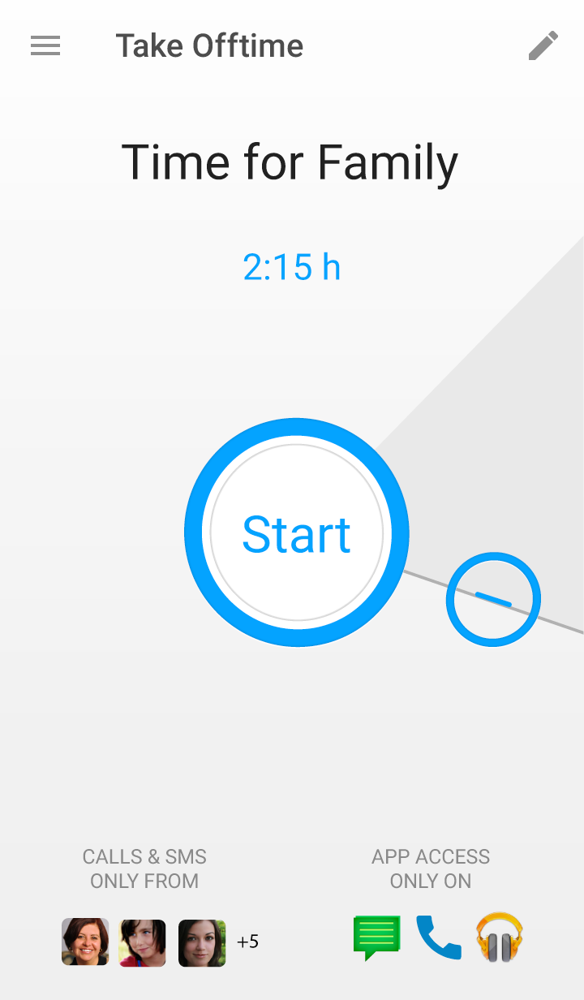 Take Offtime
Time for Family
2:15 h
Start
CALLS & SMS
ONLY FROM
APP ACCESS
ONLY ON
+5